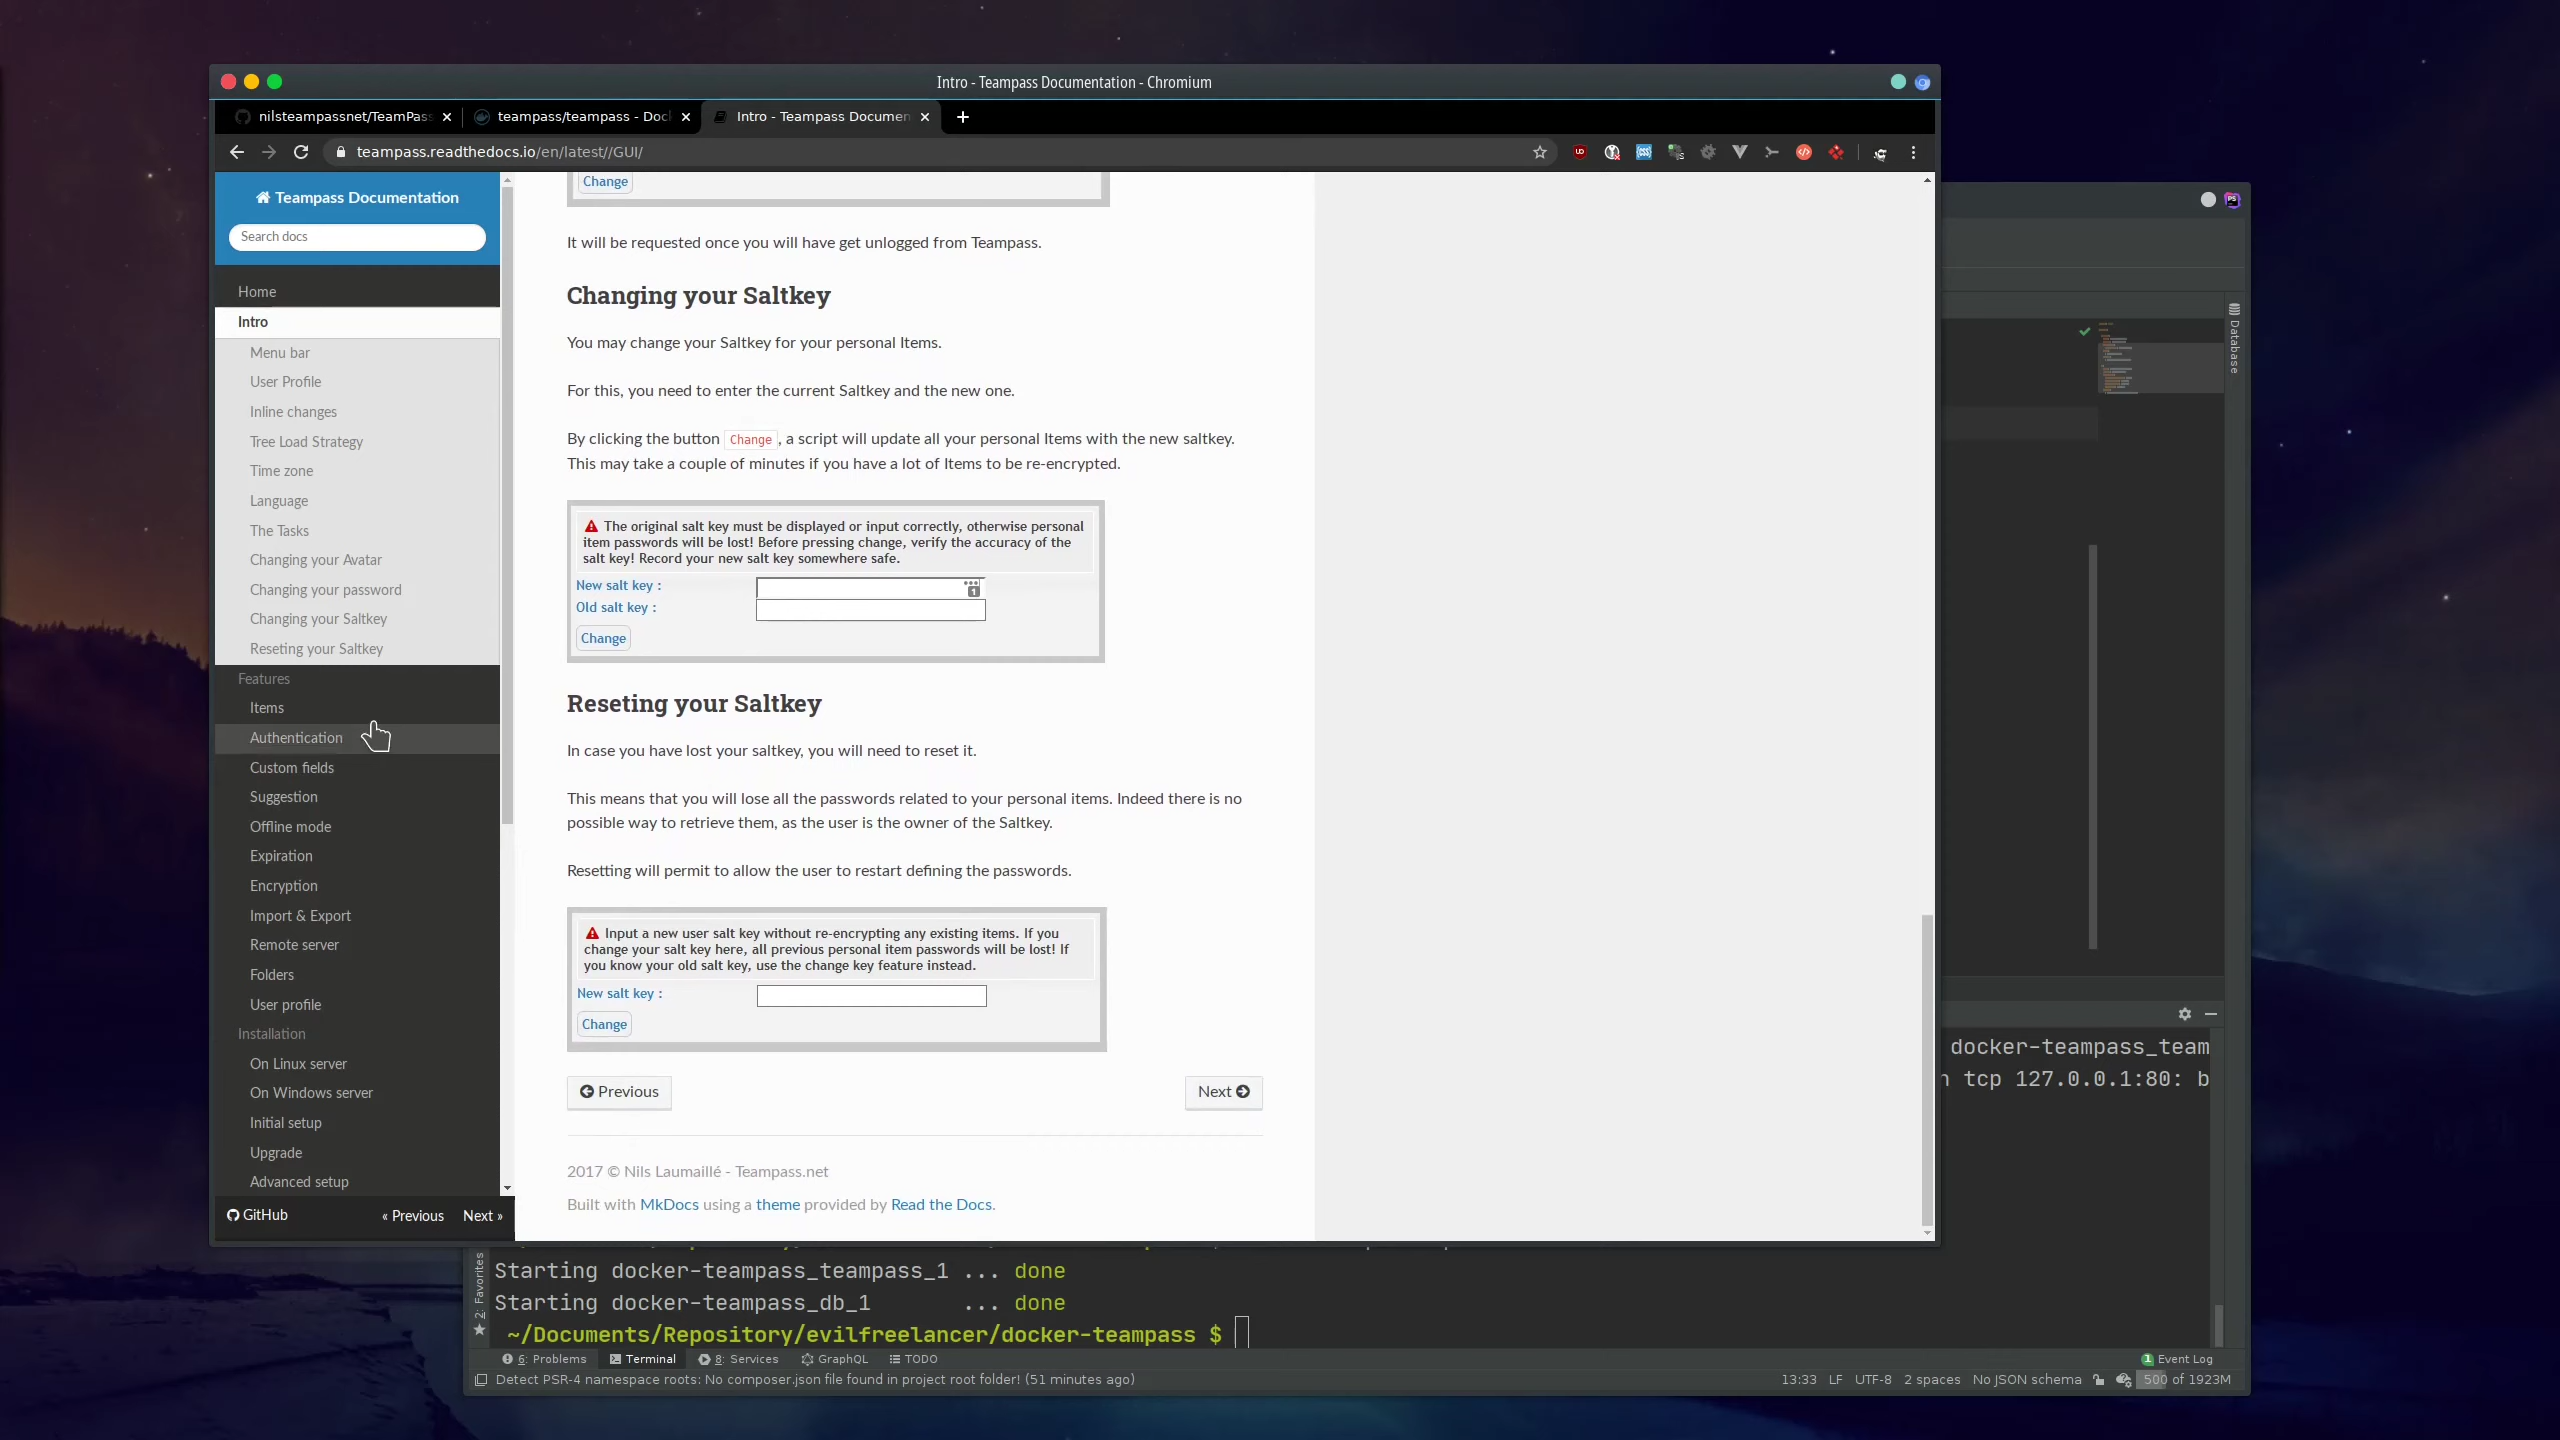 Intro - Teampass Documentation - Chromium
nilsteampassnet/TeamPass
teampass/teampass - Dock
Intro - Teampass Documen
teampass.readthedocs.io/en/latest//GUI/
Teampass Documentation
Search docs
Home
Intro
Menu bar
User Profile
Inline changes
Tree Load Strategy
Time zone
Language
The Tasks
Changing your Avatar
Changing your password
Changing your Saltkey
Reseting your Saltkey
Features
Items
Authentication
Custom fields
Suggestion
Offline mode
Expiration
Encryption
Import & Export
Remote server
Folders
User profile
Installation
On Linux server
On Windows server
Initial setup
Upgrade
Advanced setup
GitHub
« Previous
Next »
Change
It will be requested once you will have get unlogged from Teampass.
Changing your Saltkey
You may change your Saltkey for your personal Items.
For this, you need to enter the current Saltkey and the new one.
By clicking the button Change, a script will update all your personal Items with the new saltkey.
This may take a couple of minutes if you have a lot of Items to be re-encrypted.
The original salt key must be displayed or input correctly, otherwise personal
item passwords will be lost! Before pressing change, verify the accuracy of the
salt key! Record your new salt key somewhere safe.
New salt key :
1
Old salt key :
Change
Reseting your Saltkey
In case you have lost your saltkey, you will need to reset it.
This means that you will lose all the passwords related to your personal items. Indeed there is no
possible way to retrieve them, as the user is the owner of the Saltkey.
Resetting will permit to allow the user to restart defining the passwords.
Input a new user salt key without re-encrypting any existing items. If you
change your salt key here, all previous personal item passwords will be lost! If
you know your old salt key, use the change key feature instead.
New salt key :
Change
Previous
Next
2017 © Nils Laumaillé - Teampass.net
Built with MkDocs using a theme provided by Read the Docs.
PS
Database
docker-teampass_team
n tcp 127.0.0.1:80: b
2: Favorites
Starting docker-teampass_teampass_1 ... done
Starting docker-teampass_db_1 ... done
~/Documents/Repository/evilfreelancer/docker-teampass $
6: Problems
Terminal
8: Services
GraphQL
TODO
1 Event Log
Detect PSR-4 namespace roots: No composer.json file found in project root folder! (51 minutes ago)
13:33
LF
UTF-8
2 spaces
No JSON schema
500 of 1923M